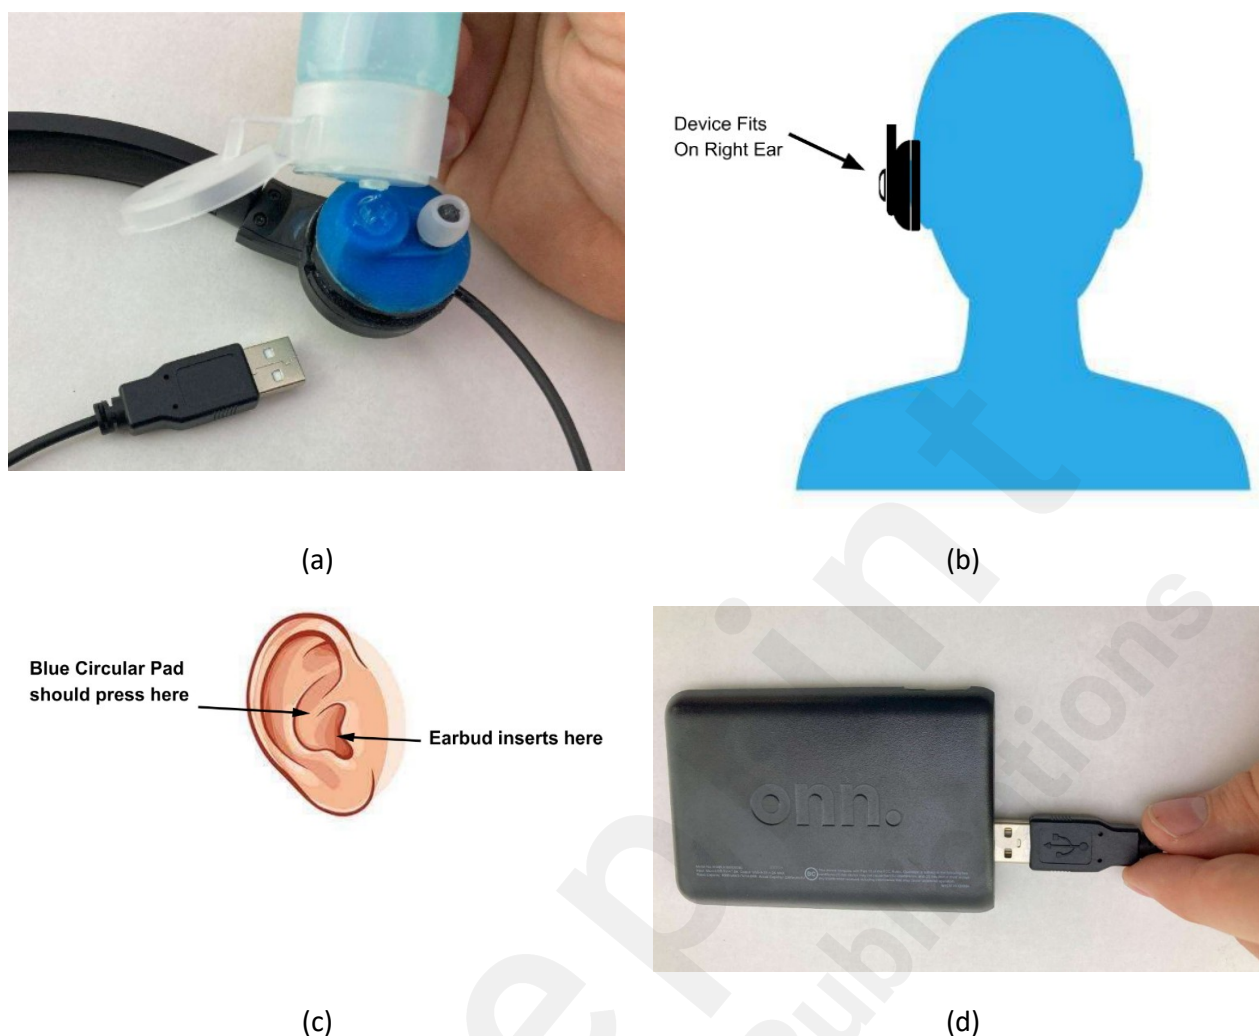 Device Fits
On Right Ear
(a)
(b)
Blue Circular Pad
should press here
Earbud inserts here
onn.
(c)
(d)